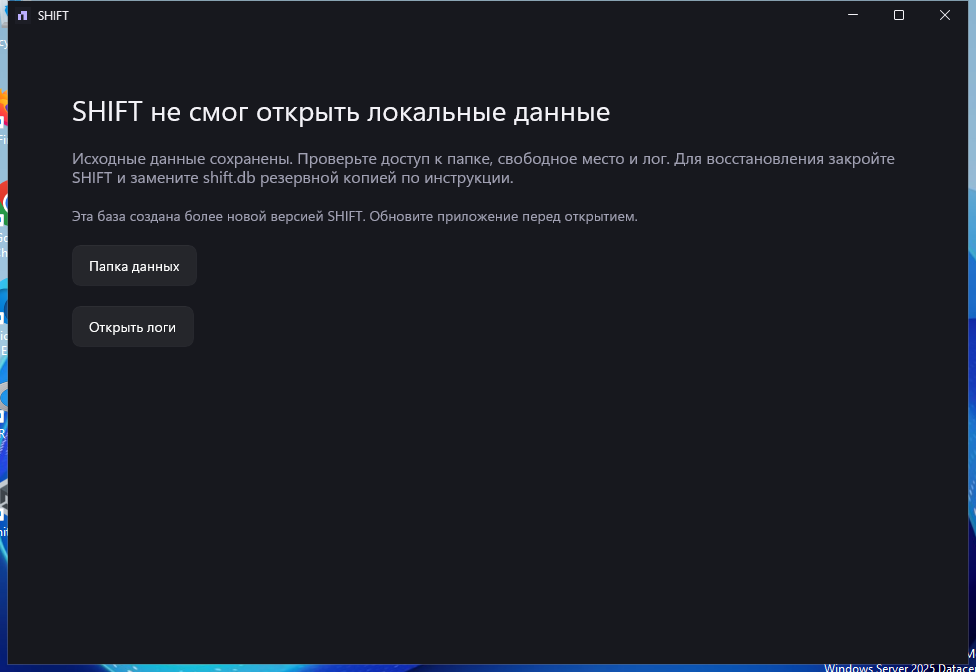 SHIFT
SHIFT не смог открыть локальные данные
Исходные данные сохранены. Проверьте доступ к папке, свободное место и лог. Для восстановления закройте
SHIFT и замените shift.db резервной копией по инструкции.
Эта база создана более новой версией SHIFT. Обновите приложение перед открытием.
Папка данных
Открыть логи
Windows Server 2025 Datace